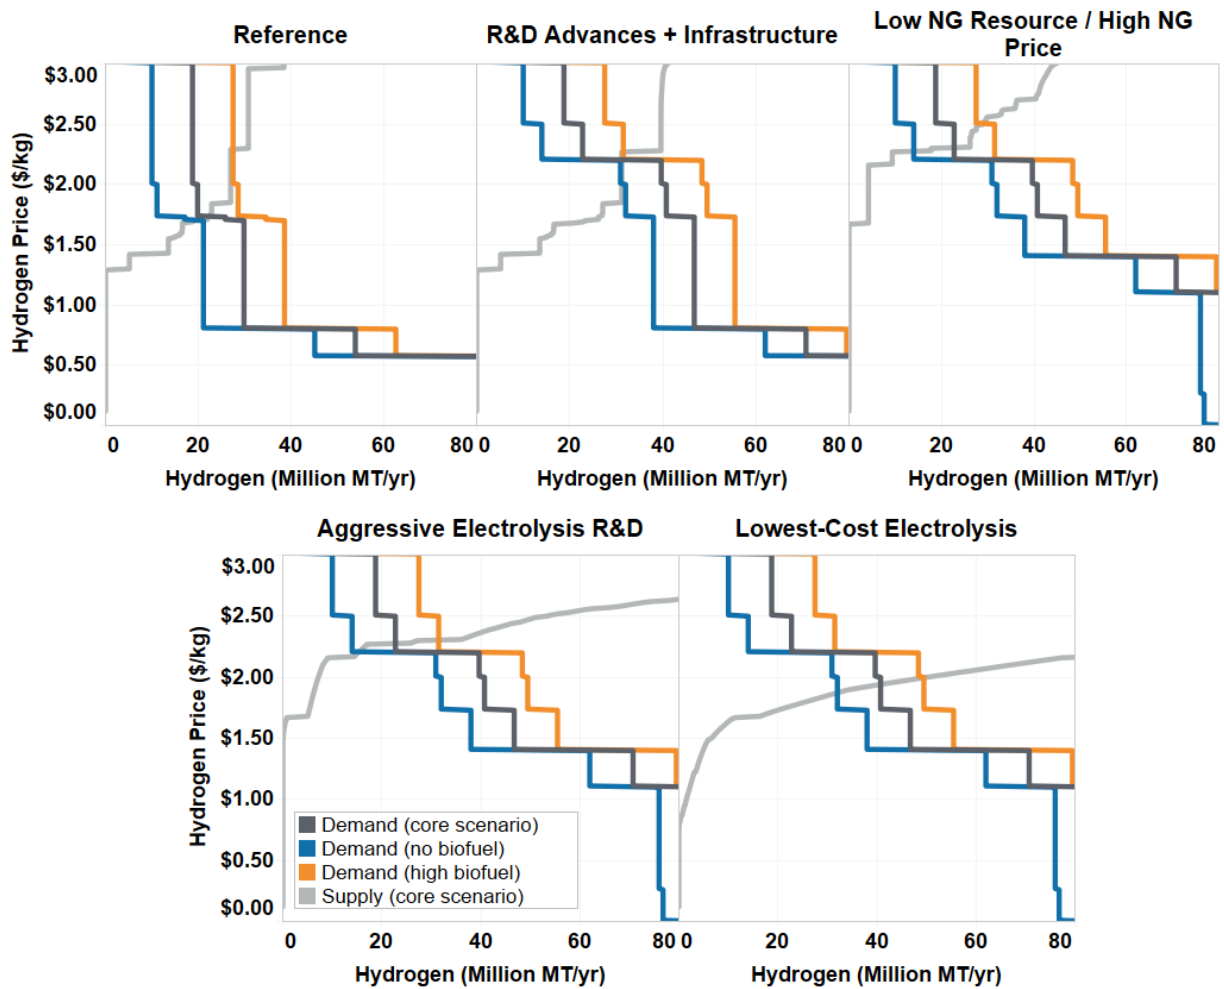 Reference
R&D Advances + Infrastructure
Low NG Resource / High NG
Price
Hydrogen Price ($/kg)
$3.00
$2.50
$2.00
$1.50
$1.00
$0.50
$0.00
0 20 40 60 80 0 20 40 60 80 0 20 40 60 80
Hydrogen (Million MT/yr) Hydrogen (Million MT/yr) Hydrogen (Million MT/yr)
Aggressive Electrolysis R&D
Lowest-Cost Electrolysis
Hydrogen Price ($/kg)
$3.00
$2.50
$2.00
$1.50
$1.00
$0.50
$0.00
Demand (core scenario)
Demand (no biofuel)
Demand (high biofuel)
Supply (core scenario)
0 20 40 60 80 0 20 40 60 80
Hydrogen (Million MT/yr) Hydrogen (Million MT/yr)